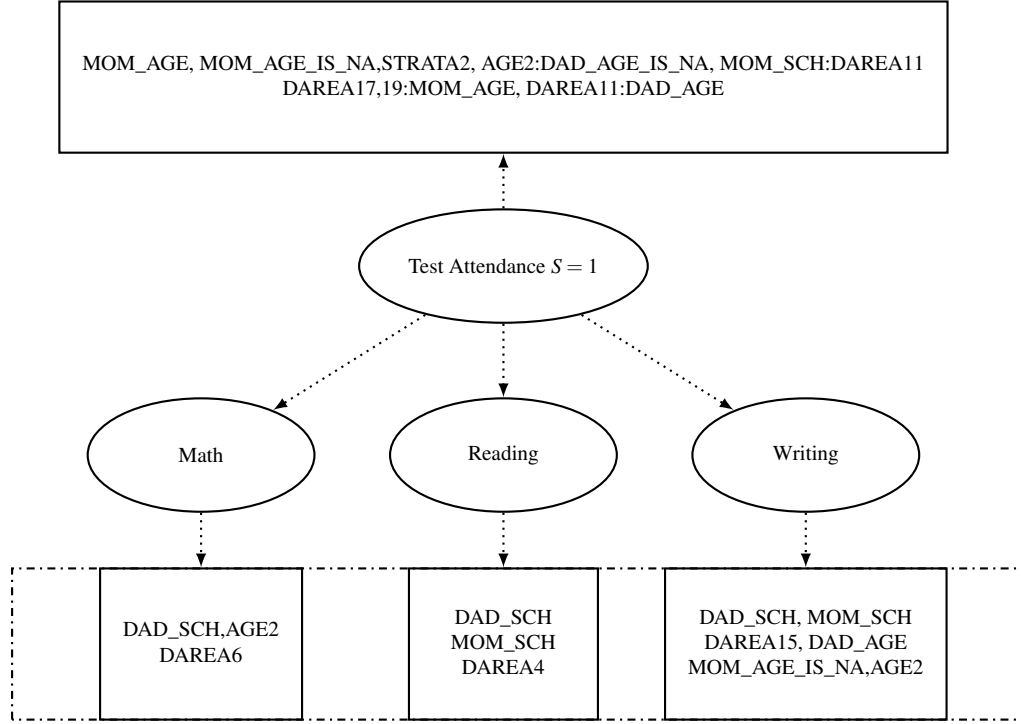 MOM_AGE, MOM_AGE_IS_NA,STRATA2, AGE2:DAD_AGE_IS_NA, MOM_SCH:DAREA11
DAREA17,19:MOM_AGE, DAREA11:DAD_AGE
Test Attendance S = 1
Math
Reading
Writing
DAD_SCH,AGE2
DAREA6
DAD_SCH
MOM_SCH
DAREA4
DAD_SCH, MOM_SCH
DAREA15, DAD_AGE
MOM_AGE_IS_NA,AGE2